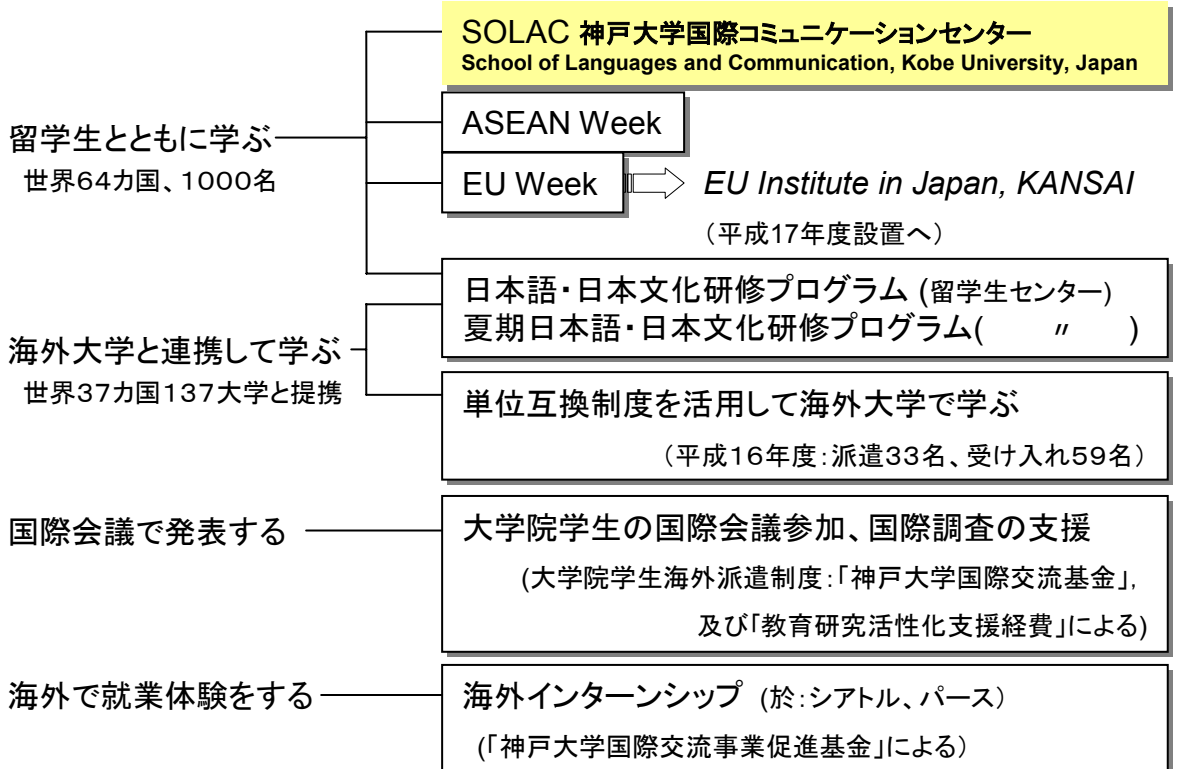 SOLAC 神戸大学国際コミュニケーションセンター
School of Languages and Communication, Kobe University, Japan
留学生とともに学ぶ
世界64カ国、1000名
ASEAN Week
EU Week
EU Institute in Japan, KANSAI
（平成17年度設置へ）
日本語・日本文化研修プログラム (留学生センター)
夏期日本語・日本文化研修プログラム( 〃 )
海外大学と連携して学ぶ
世界37カ国137大学と提携
単位互換制度を活用して海外大学で学ぶ
（平成16年度：派遣33名、受け入れ59名）
国際会議で発表する
大学院学生の国際会議参加、国際調査の支援
(大学院学生海外派遣制度：「神戸大学国際交流基金」,
及び「教育研究活性化支援経費」による)
海外で就業体験をする
海外インターンシップ (於：シアトル、パース）
(「神戸大学国際交流事業促進基金」による）